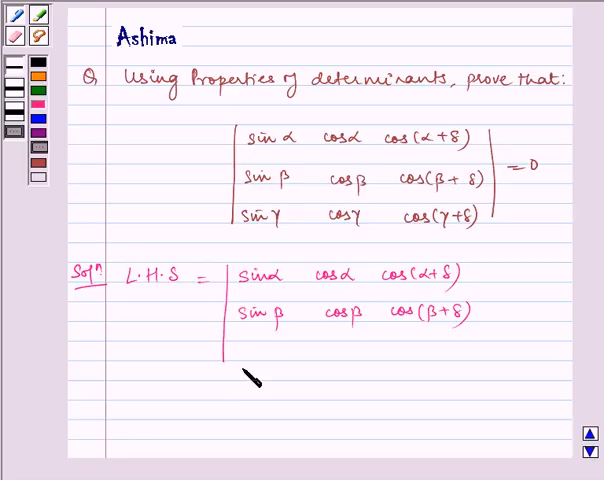 Ashima
Q Using Properties of determinants, prove that:
| sin α cos α cos(α+δ) |
| sin β cos β cos(β+δ) | = 0
| sin γ cos γ cos(γ+δ) |
Solⁿ: L.H.S = | sin α cos α cos(α+δ)
| sin β cos β cos(β+δ)